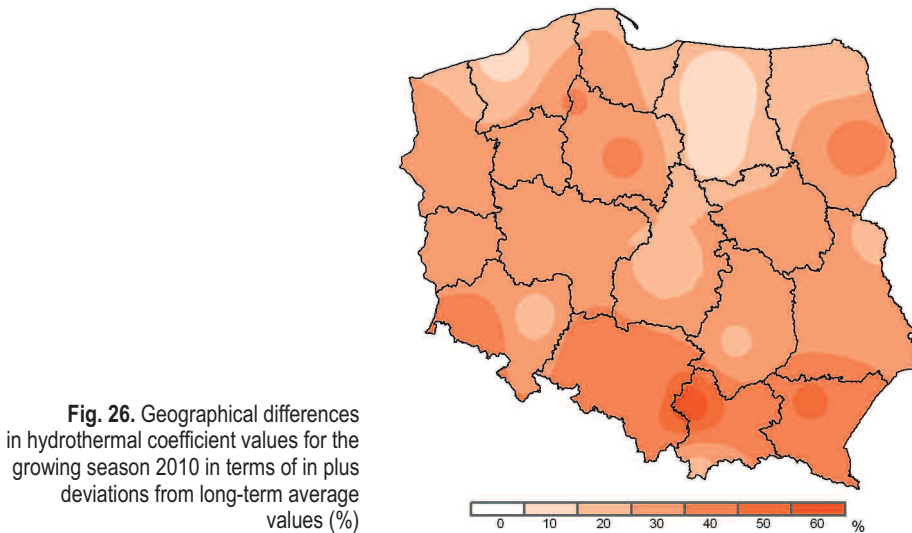 Fig. 26. Geographical differences
in hydrothermal coefficient values for the
growing season 2010 in terms of in plus
deviations from long-term average
values (%)
0 10 20 30 40 50 60 %